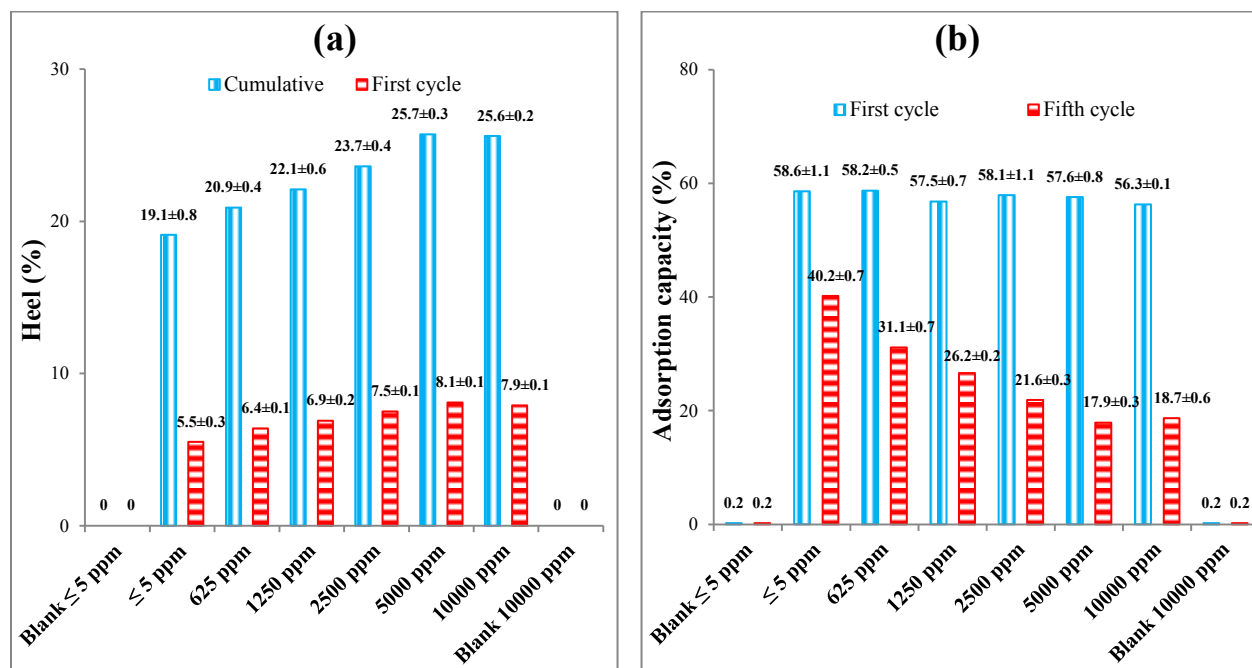 (a)
Heel (%)
30
20
10
0
Cumulative
First cycle
0
0
19.1±0.8
5.5±0.3
20.9±0.4
6.4±0.1
22.1±0.6
6.9±0.2
23.7±0.4
7.5±0.1
25.7±0.3
8.1±0.1
25.6±0.2
7.9±0.1
0
0
Blank ≤ 5 ppm
≤ 5 ppm
625 ppm
1250 ppm
2500 ppm
5000 ppm
10000 ppm
Blank 10000 ppm
(b)
Adsorption capacity (%)
80
60
40
20
0
First cycle
Fifth cycle
0.2
0.2
58.6±1.1
40.2±0.7
58.2±0.5
31.1±0.7
57.5±0.7
26.2±0.2
58.1±1.1
21.6±0.3
57.6±0.8
17.9±0.3
56.3±0.1
18.7±0.6
0.2
0.2
Blank ≤ 5 ppm
≤ 5 ppm
625 ppm
1250 ppm
2500 ppm
5000 ppm
10000 ppm
Blank 10000 ppm